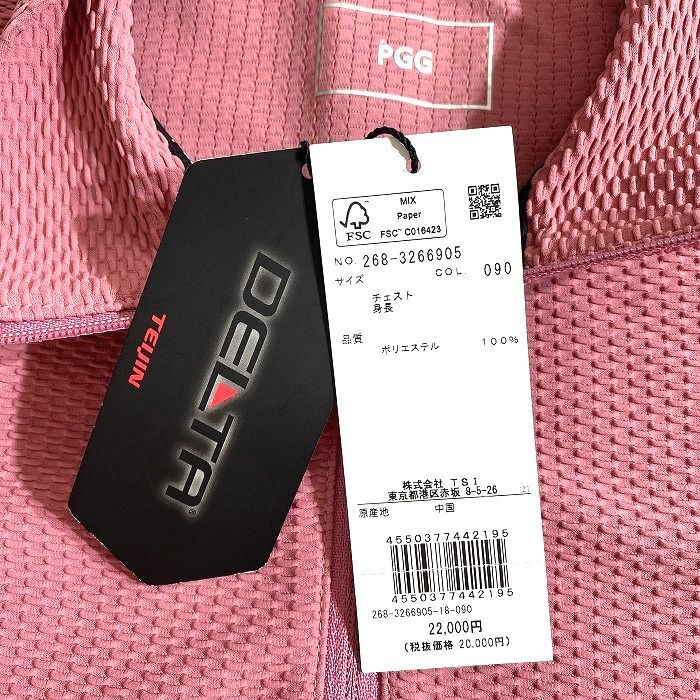 PGG
DELTA®
TEIJIN
FSC
MIX
Paper
FSC™ C016423
NO. 268-3266905
サイズ COL. 090
チェスト
身長
品質
ポリエステル 100%
株式会社 TSI
東京都港区赤坂 8-5-26
原産地 中国
4550377442195
4550377442195
268-3266905-18-090
22,000円
(税抜価格 20,000円)